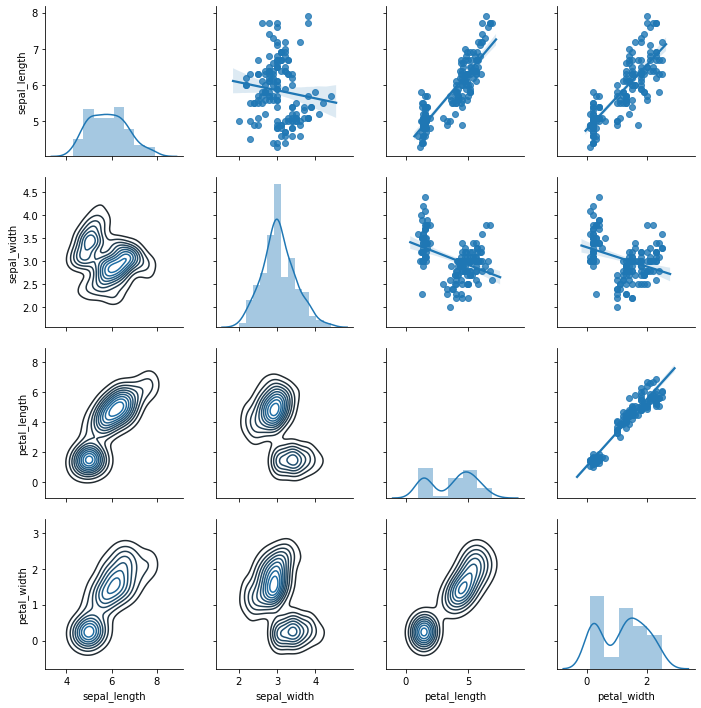 sepal_length
8
7
6
5
sepal_width
4.5
4.0
3.5
3.0
2.5
2.0
petal_length
8
6
4
2
0
petal_width
3
2
1
0
4 6 8
2 3 4
0 5
0 2
sepal_length
sepal_width
petal_length
petal_width